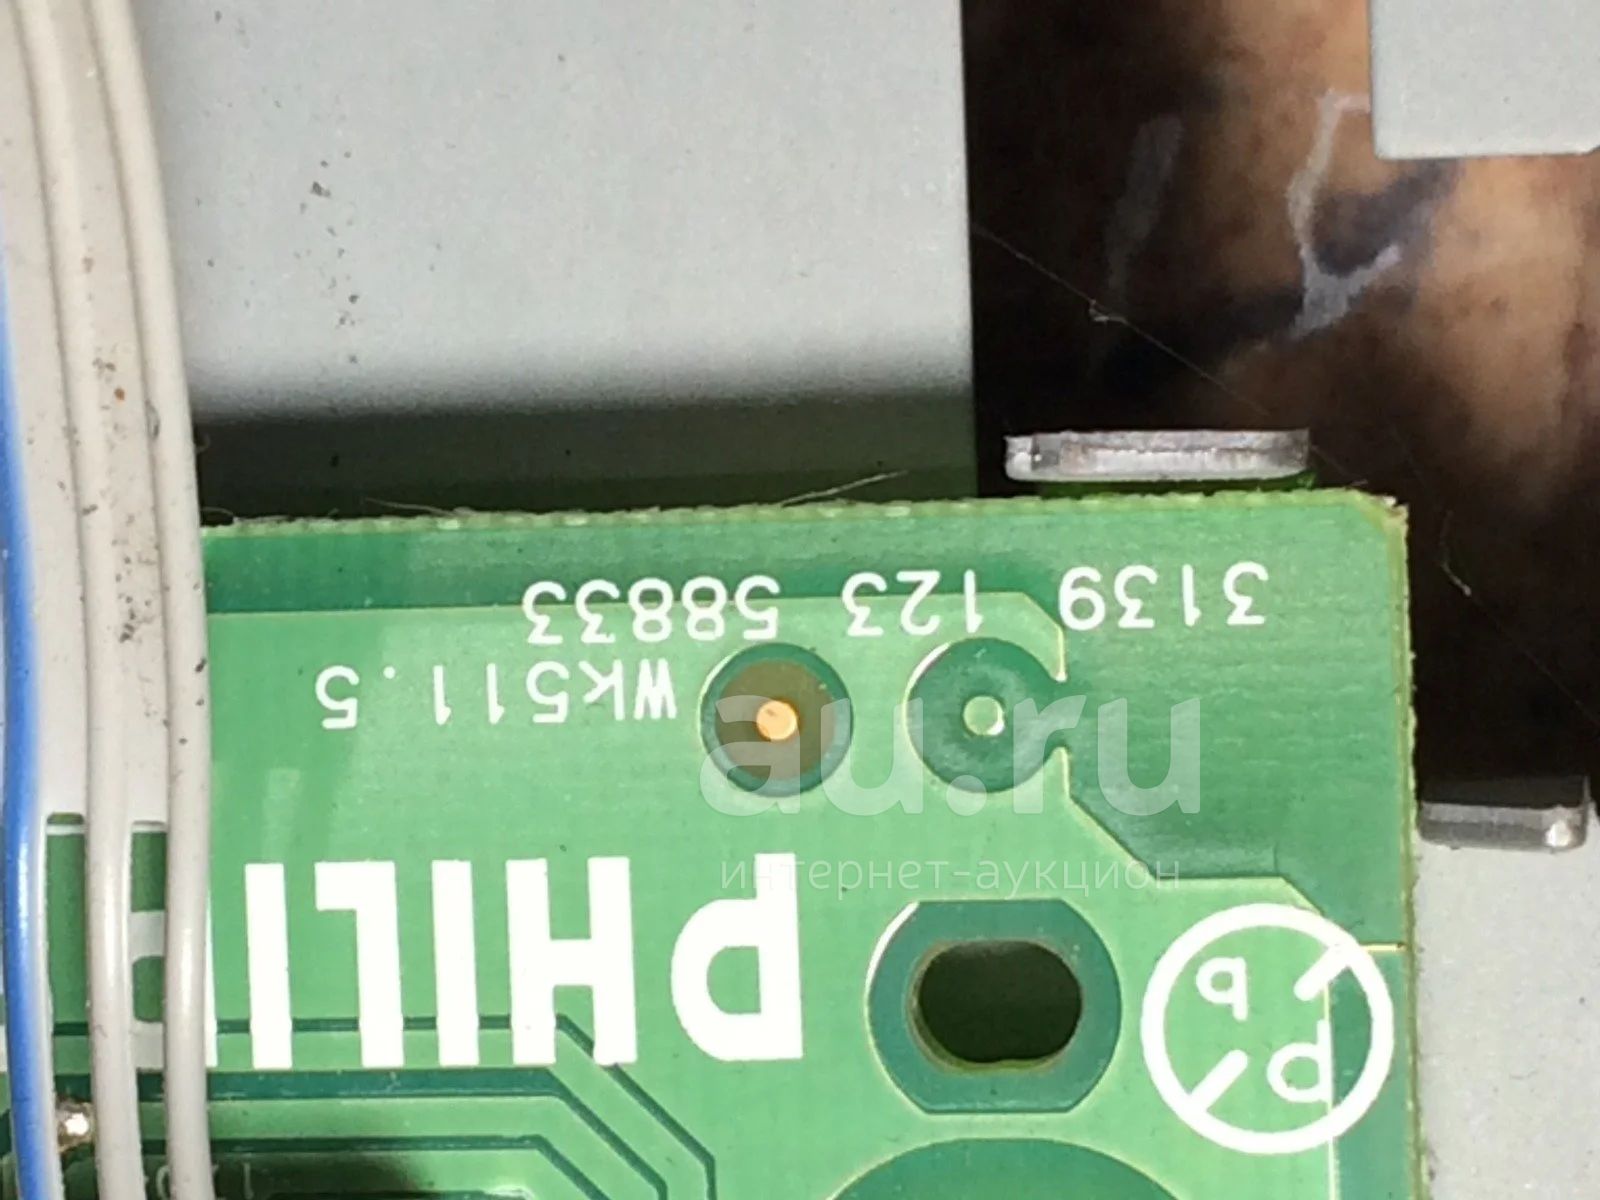 3139 123 58833
Wk511.5
au.ru
интернет-аукцион
PHILI
Pb